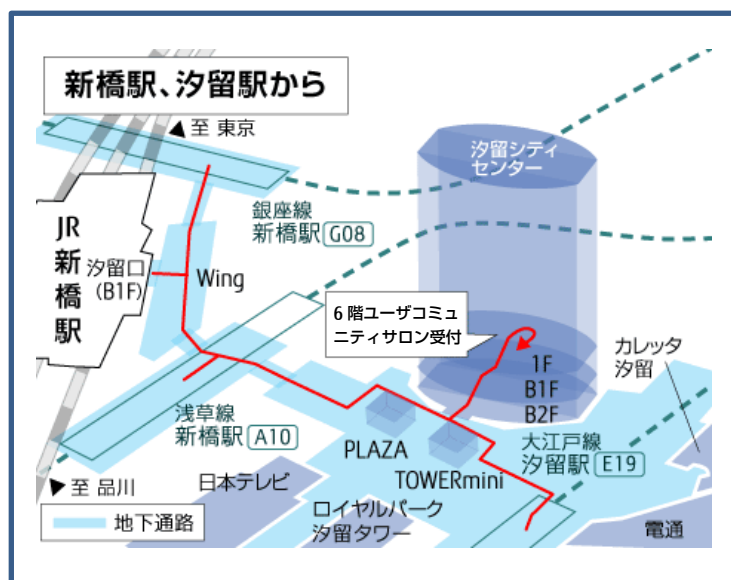 新橋駅、汐留駅から
▲至 東京
汐留シティ
センター
銀座線
新橋駅 G08
JR
新
橋
駅
汐留口
(B1F)
Wing
6 階ユーザコミュ
ニティサロン受付
1F
B1F
B2F
カレッタ
汐留
浅草線
新橋駅 A10
PLAZA
TOWERmini
大江戸線
汐留駅 E19
▼至 品川
日本テレビ
ロイヤルパーク
汐留タワー
電通
地下通路